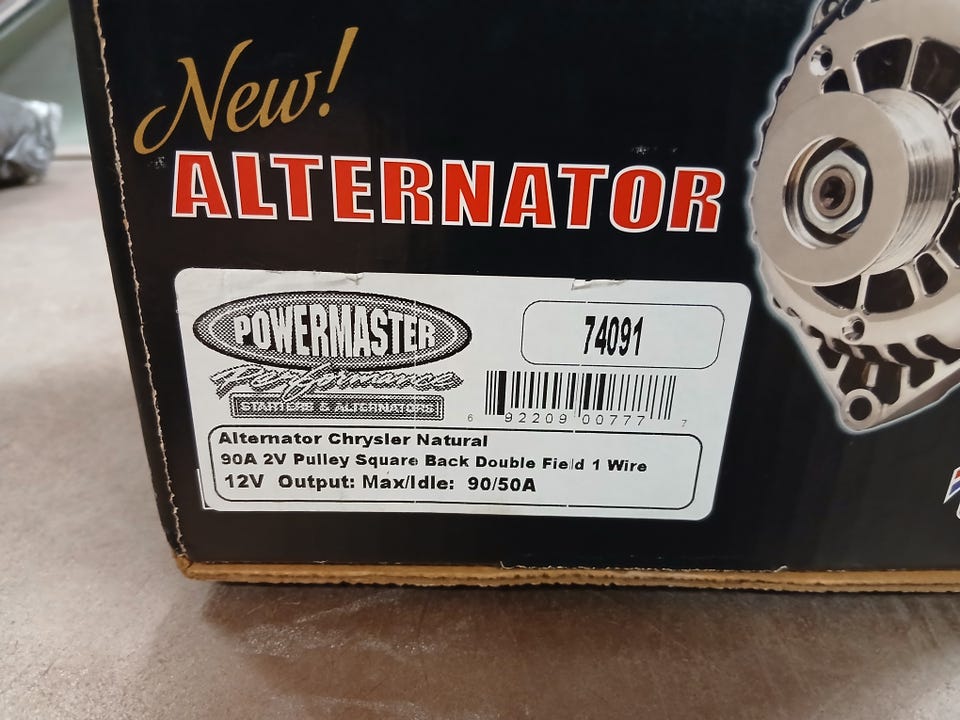 New!
ALTERNATOR
POWERMASTER
Performance
STARTERS & ALTERNATORS
74091
6 92209 00777 7
Alternator Chrysler Natural
90A 2V Pulley Square Back Double Field 1 Wire
12V Output: Max/Idle: 90/50A